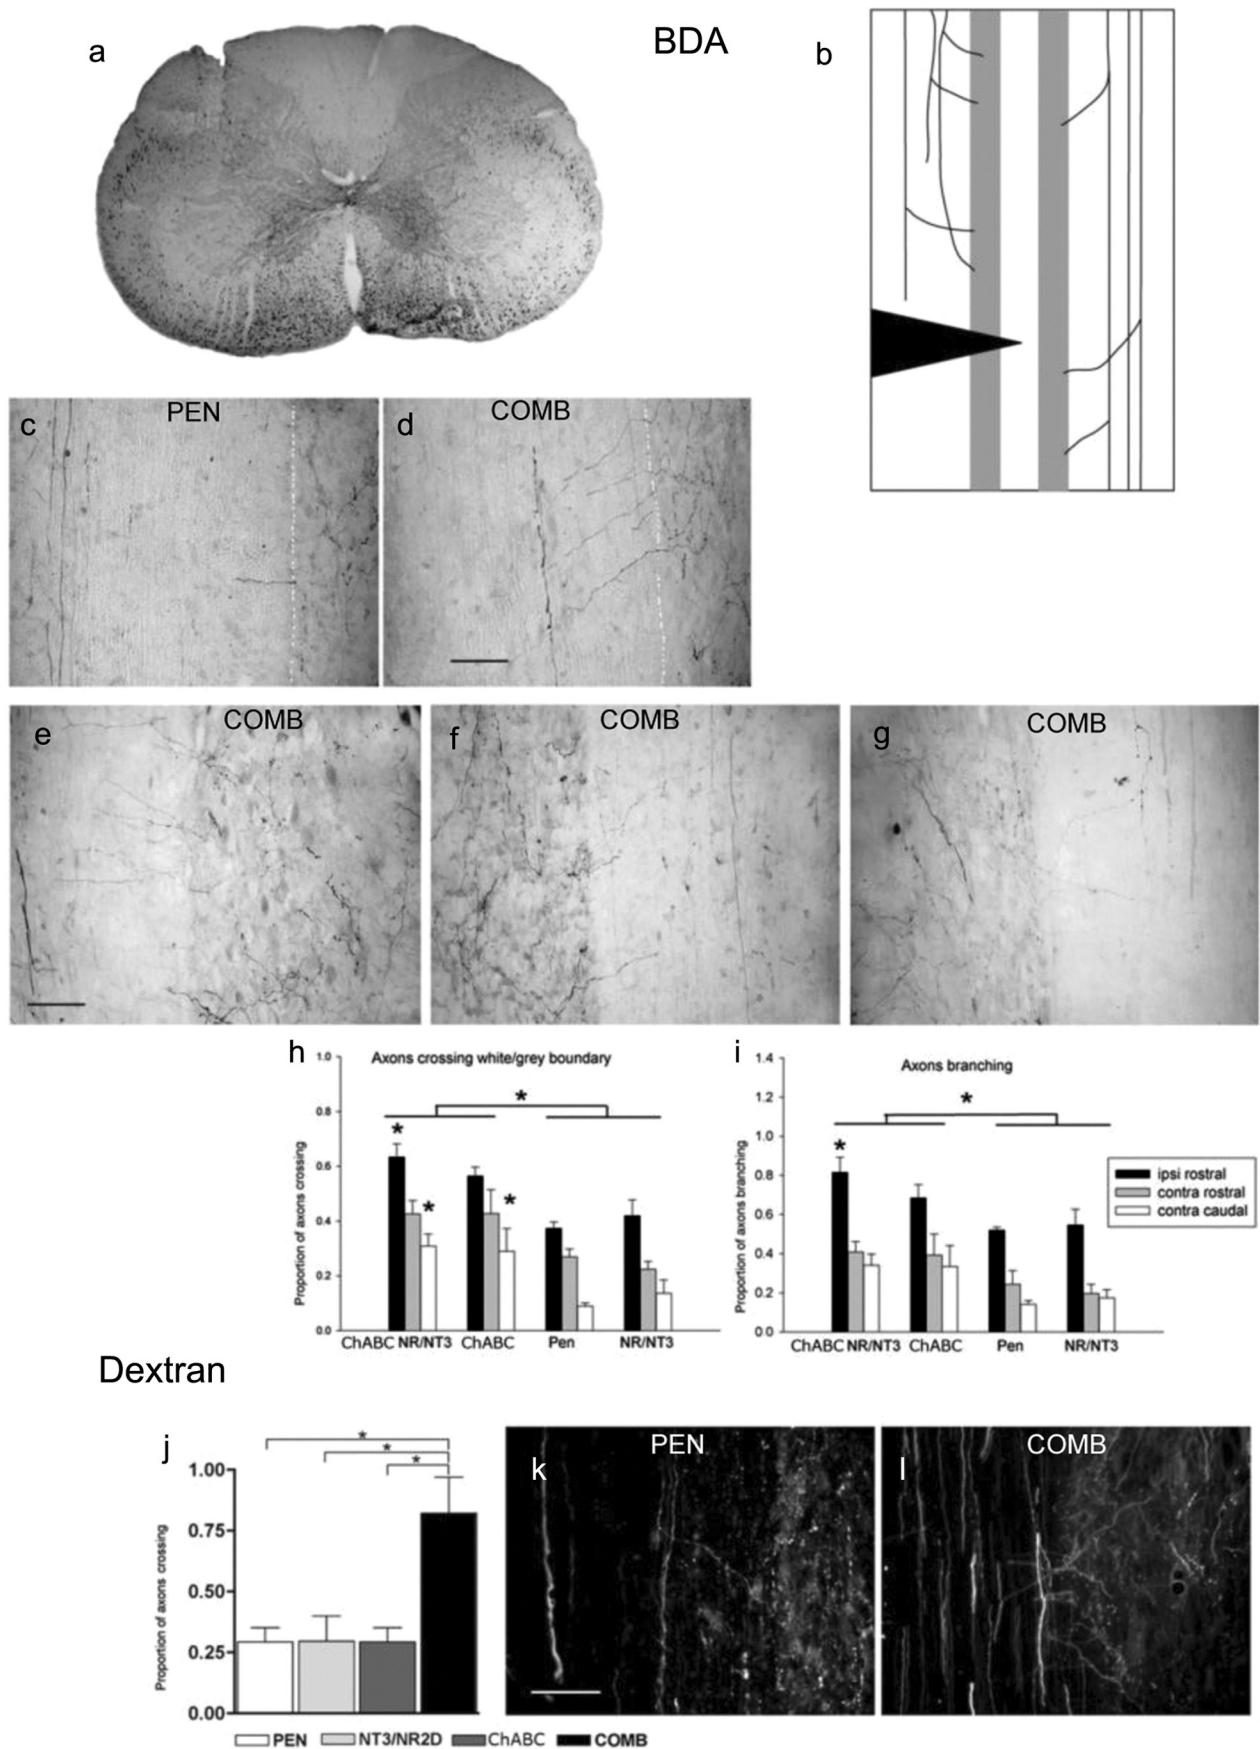 BDA
a
b
c
PEN
d
COMB
e
COMB
f
COMB
g
COMB
h
Axons crossing white/grey boundary
1.0
0.8
0.6
0.4
0.2
0.0
Proportion of axons crossing
*
*
*
*
ChABC NR/NT3 ChABC Pen NR/NT3
i
Axons branching
1.4
1.2
1.0
0.8
0.6
0.4
0.2
0.0
Proportion of axons branching
*
*
ipsi rostral
contra rostral
contra caudal
ChABC NR/NT3 ChABC Pen NR/NT3
Dextran
j
*
*
*
1.00
0.75
0.50
0.25
0.00
Proportion of axons crossing
PEN NT3/NR2D ChABC COMB
k
PEN
l
COMB